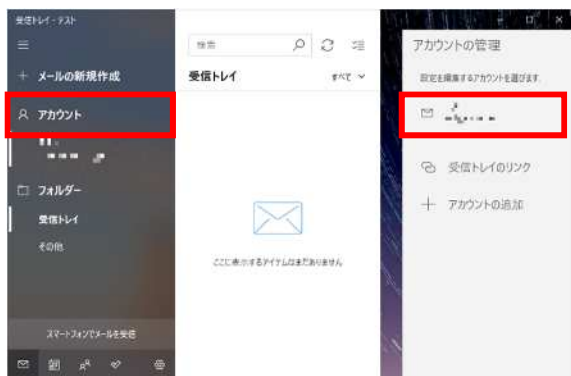 受信トレイ - テスト
メールの新規作成
アカウント
フォルダー
受信トレイ
その他
スマートフォンでメールを受信
検索
受信トレイ
すべて
ここに表示するアイテムはまだありません
アカウントの管理
設定を編集するアカウントを選びます。
受信トレイのリンク
アカウントの追加